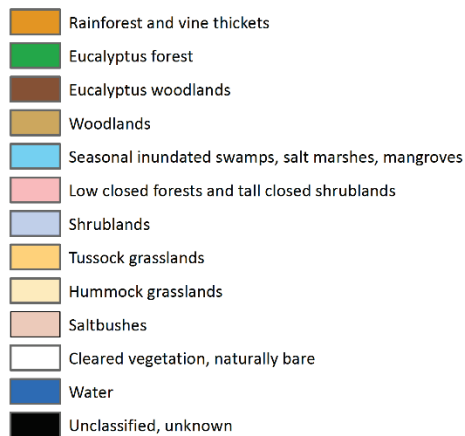 Rainforest and vine thickets
Eucalyptus forest
Eucalyptus woodlands
Woodlands
Seasonal inundated swamps, salt marshes, mangroves
Low closed forests and tall closed shrublands
Shrublands
Tussock grasslands
Hummock grasslands
Saltbushes
Cleared vegetation, naturally bare
Water
Unclassified, unknown